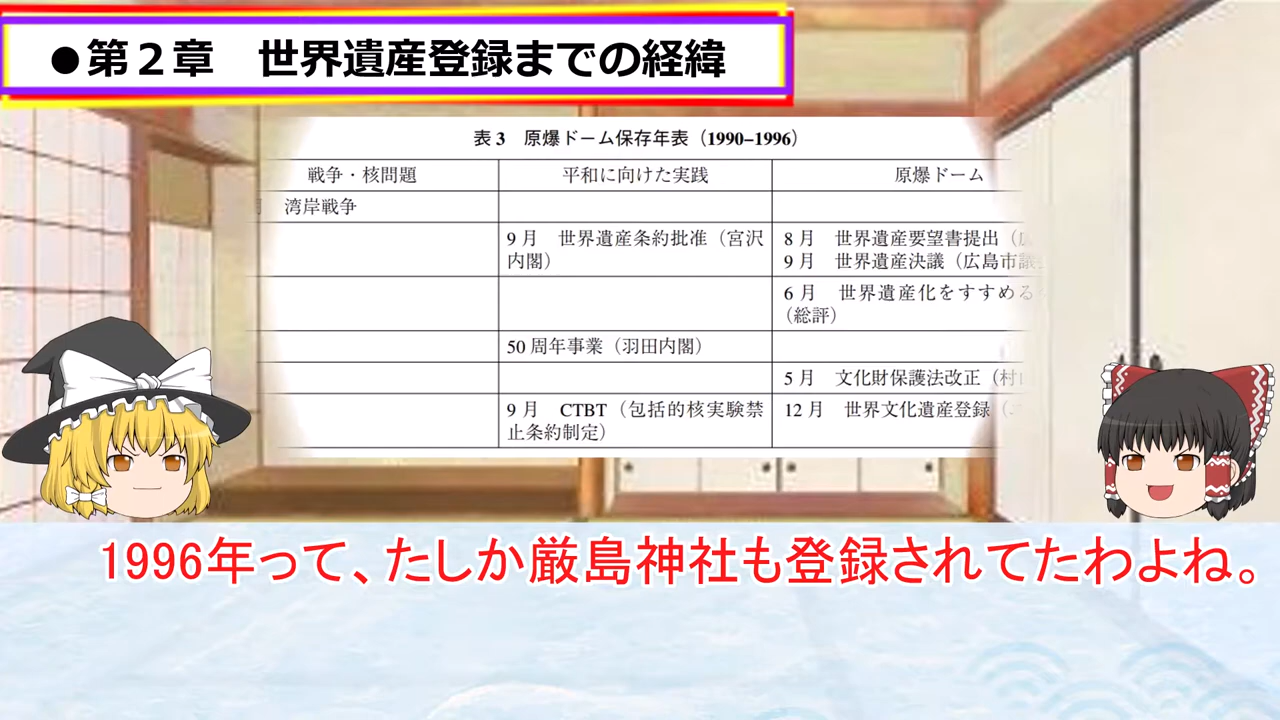 ●第２章　世界遺産登録までの経緯
表 3　原爆ドーム保存年表（1990–1996）
戦争・核問題　平和に向けた実践　原爆ドーム
湾岸戦争
9 月　世界遺産条約批准（宮沢
内閣）
8 月　世界遺産要望書提出（
9 月　世界遺産決議（広島市議
6 月　世界遺産化をすすめる
（総評）
50 周年事業（羽田内閣）
5 月　文化財保護法改正（村
9 月　CTBT（包括的核実験禁
止条約制定）
12 月　世界文化遺産登録（
1996年って、たしか厳島神社も登録されてたわよね。